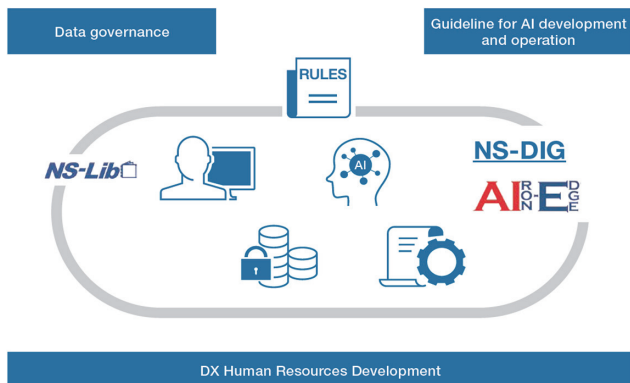 Data governance
Guideline for AI development
and operation
RULES
NS-Lib
AI
NS-DIG
AIRON-EDGE
DX Human Resources Development